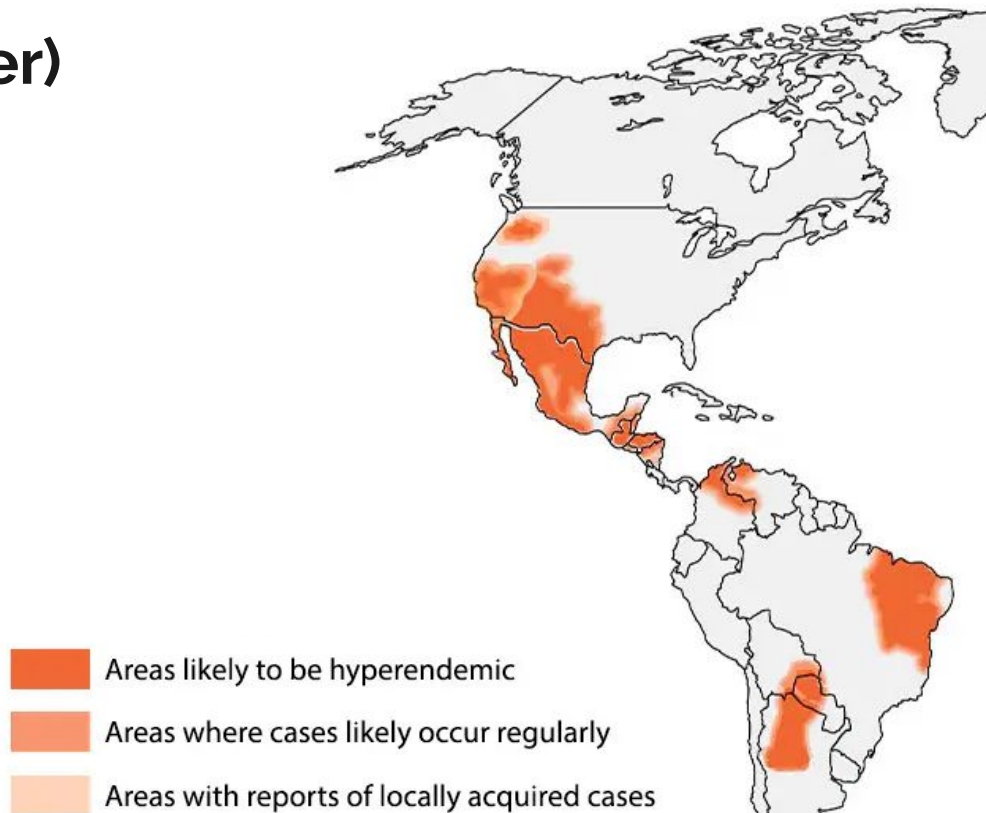 er)
Areas likely to be hyperendemic
Areas where cases likely occur regularly
Areas with reports of locally acquired cases